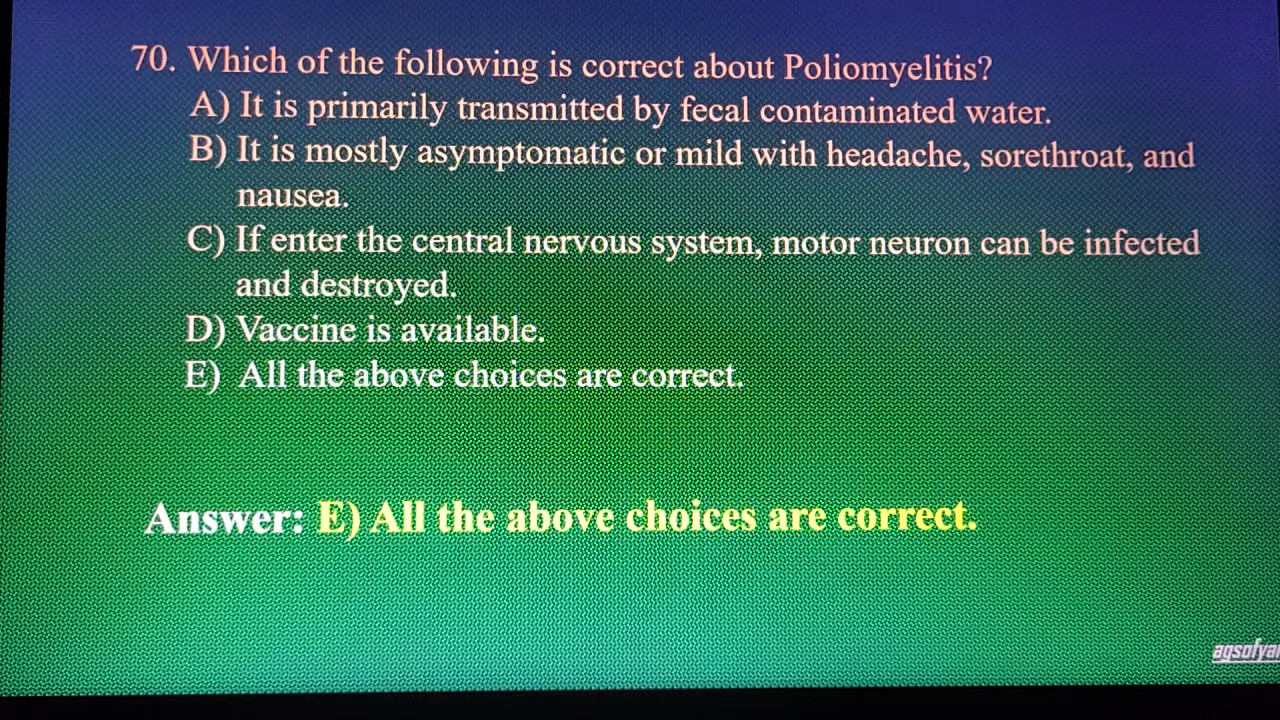 70. Which of the following is correct about Poliomyelitis?
A) It is primarily transmitted by fecal contaminated water.
B) It is mostly asymptomatic or mild with headache, sorethroat, and
nausea.
C) If enter the central nervous system, motor neuron can be infected
and destroyed.
D) Vaccine is available.
E) All the above choices are correct.
Answer: E) All the above choices are correct.